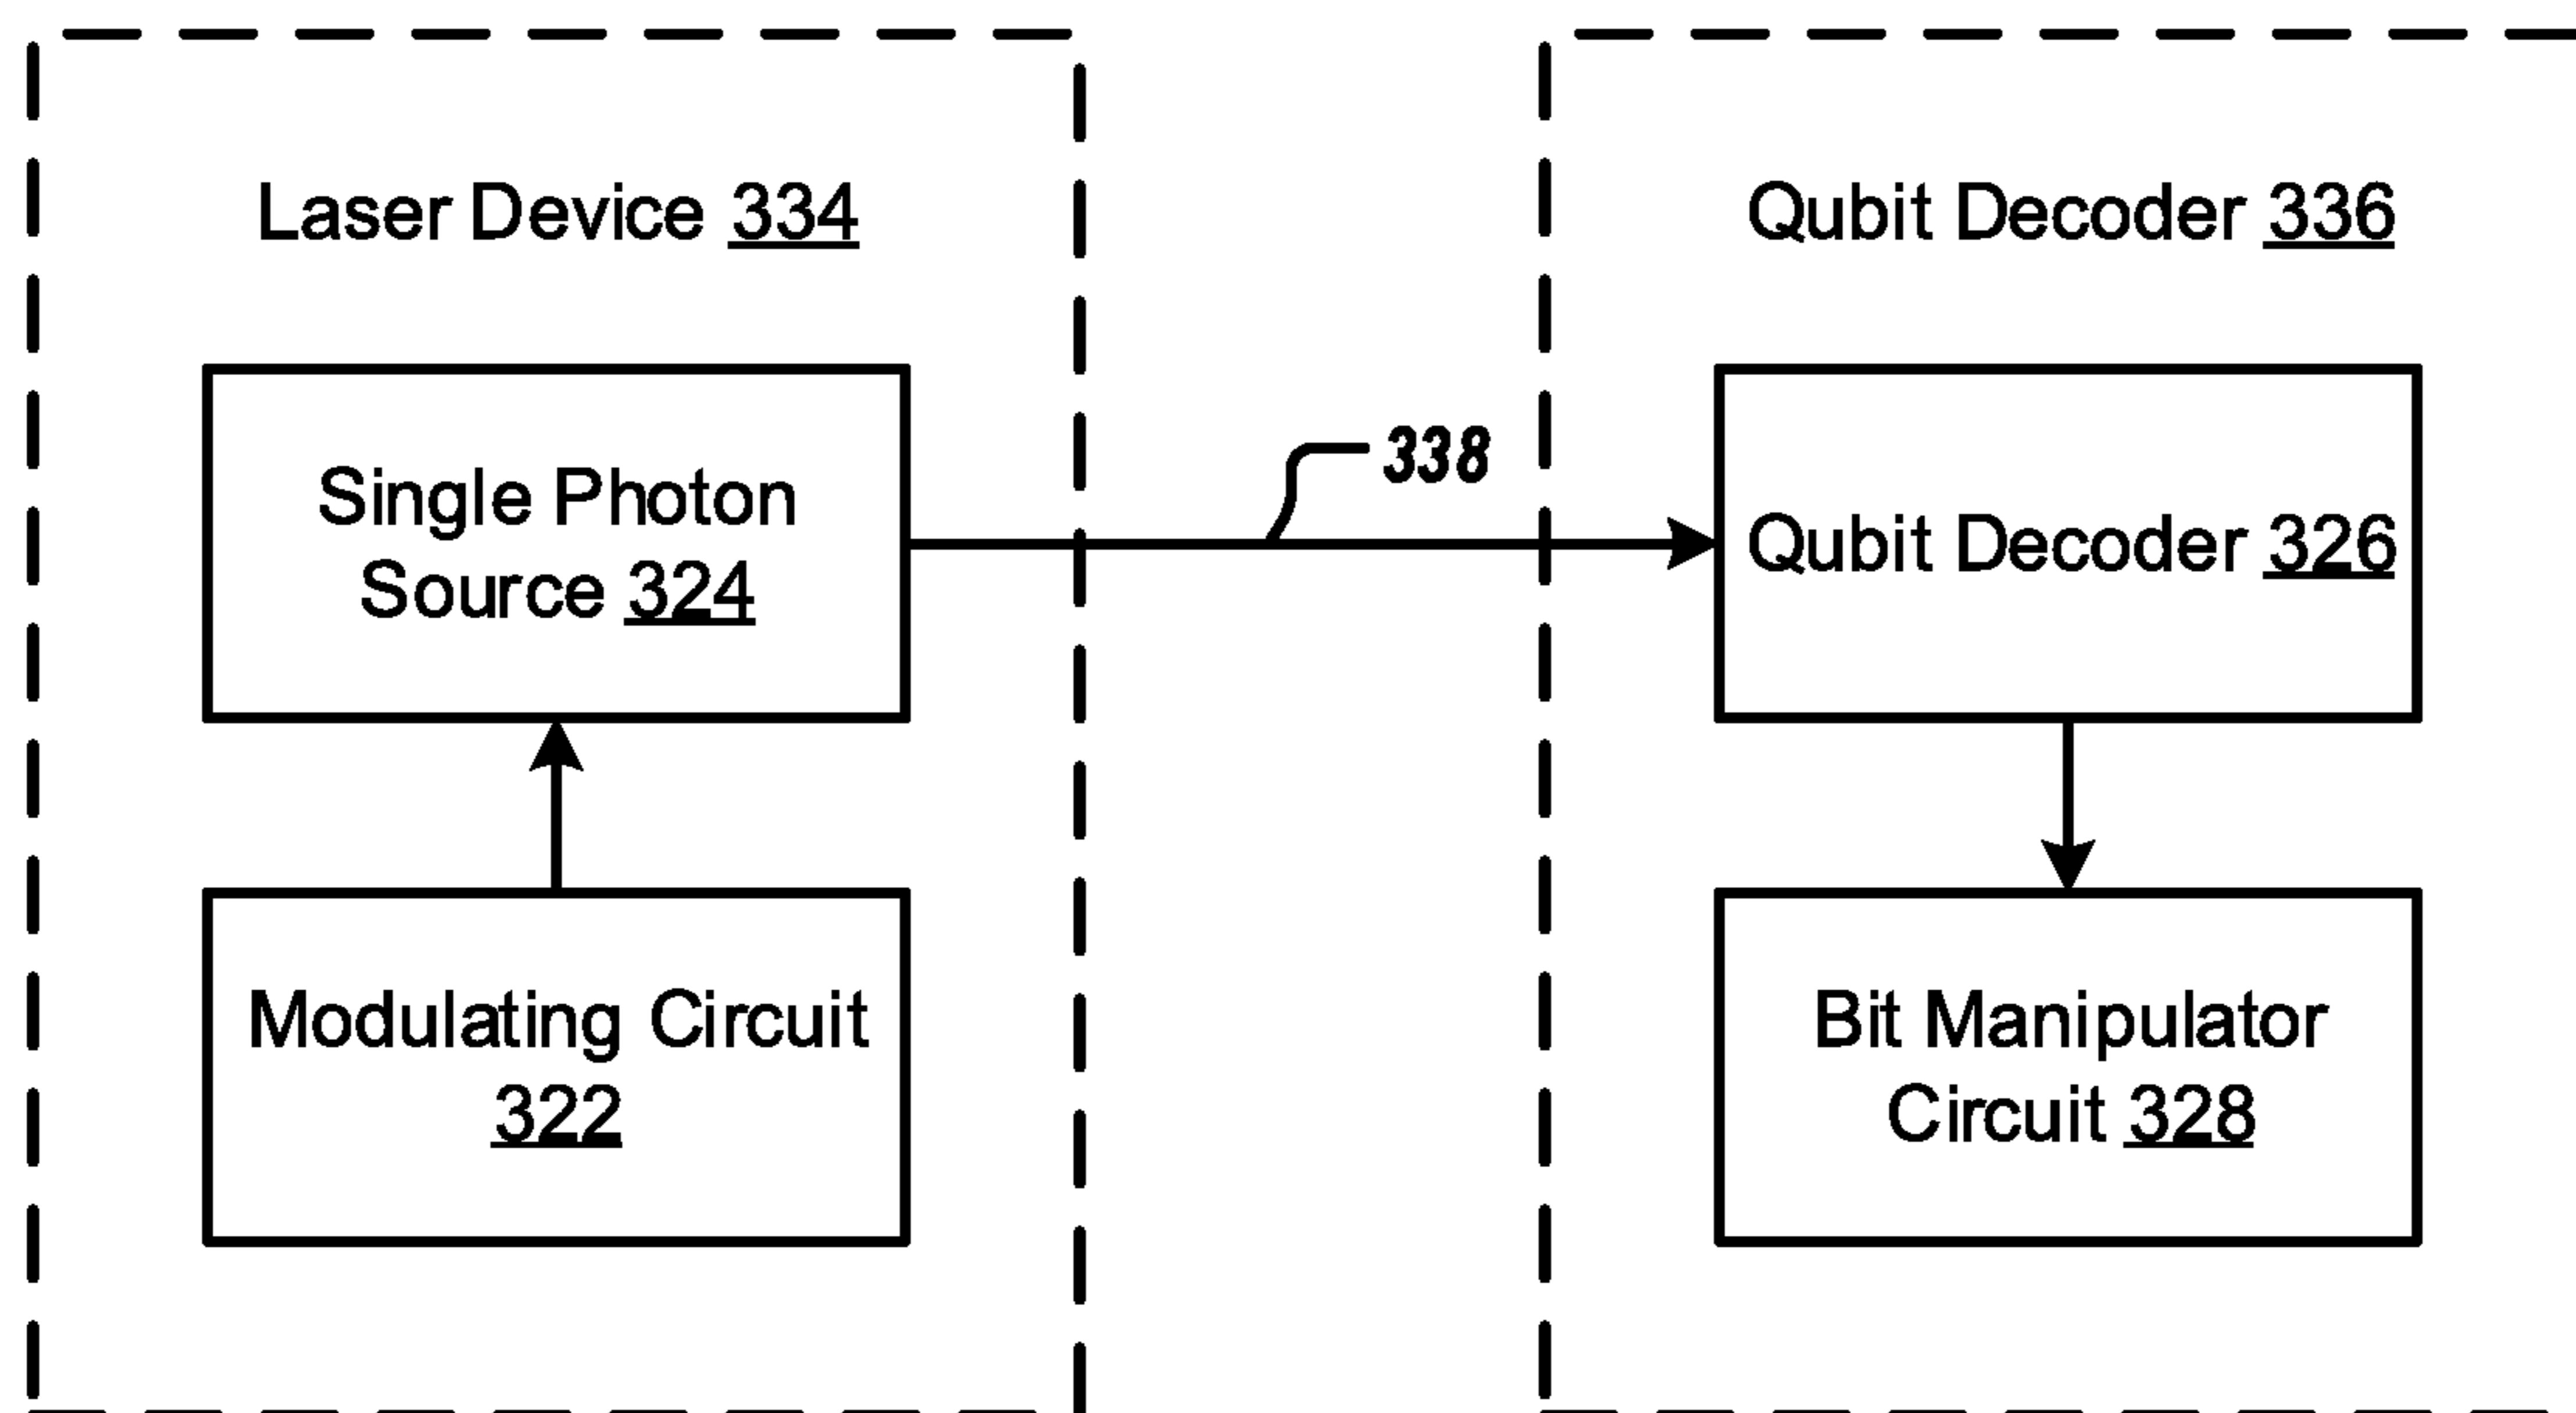 Laser Device 334
Single Photon
Source 324
Modulating Circuit
322
338
Qubit Decoder 336
Qubit Decoder 326
Bit Manipulator
Circuit 328